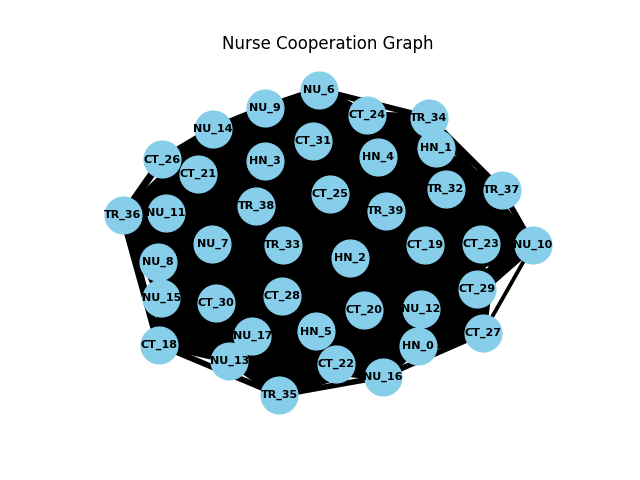 Nurse Cooperation Graph
NU_6
NU_9
CT_24
TR_34
NU_14
CT_31
HN_1
CT_26
HN_3
HN_4
CT_21
TR_32
TR_37
CT_25
TR_36
NU_11
TR_38
TR_39
NU_7
TR_33
CT_19
CT_23
NU_10
NU_8
HN_2
CT_29
NU_15
CT_30
CT_28
CT_20
NU_12
CT_18
NU_17
HN_5
CT_27
NU_13
CT_22
HN_0
NU_16
TR_35